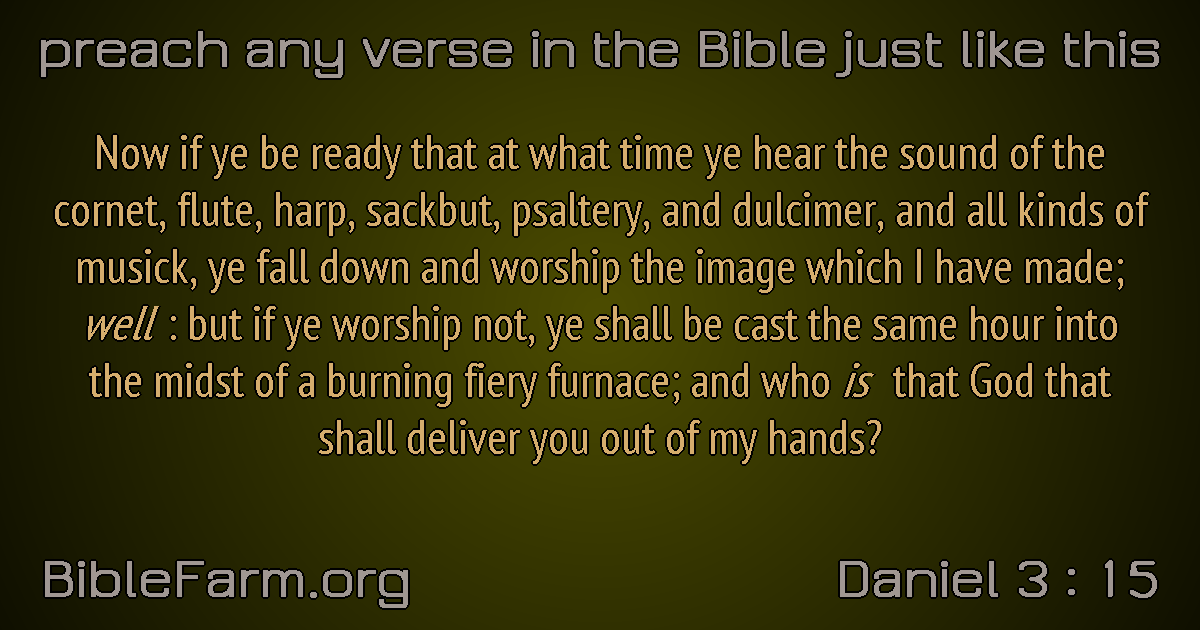 preach any verse in the Bible just like this
Now if ye be ready that at what time ye hear the sound of the
cornet, flute, harp, sackbut, psaltery, and dulcimer, and all kinds of
musick, ye fall down and worship the image which I have made;
well : but if ye worship not, ye shall be cast the same hour into
the midst of a burning fiery furnace; and who is that God that
shall deliver you out of my hands?
BibleFarm.org
Daniel 3 : 15